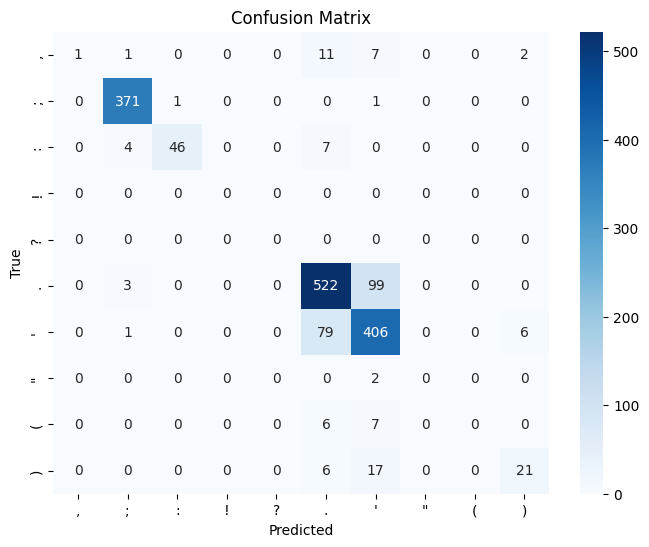 Confusion Matrix
, 1 1 0 0 0 11 7 0 0 2
; 0 371 1 0 0 0 1 0 0 0
: 0 4 46 0 0 7 0 0 0 0
! 0 0 0 0 0 0 0 0 0 0
? 0 0 0 0 0 0 0 0 0 0
. 0 3 0 0 0 522 99 0 0 0
' 0 1 0 0 0 79 406 0 0 6
" 0 0 0 0 0 0 2 0 0 0
( 0 0 0 0 0 6 7 0 0 0
) 0 0 0 0 0 6 17 0 0 21
, ; : ! ? . ' " ( )
Predicted
True
500
400
300
200
100
0